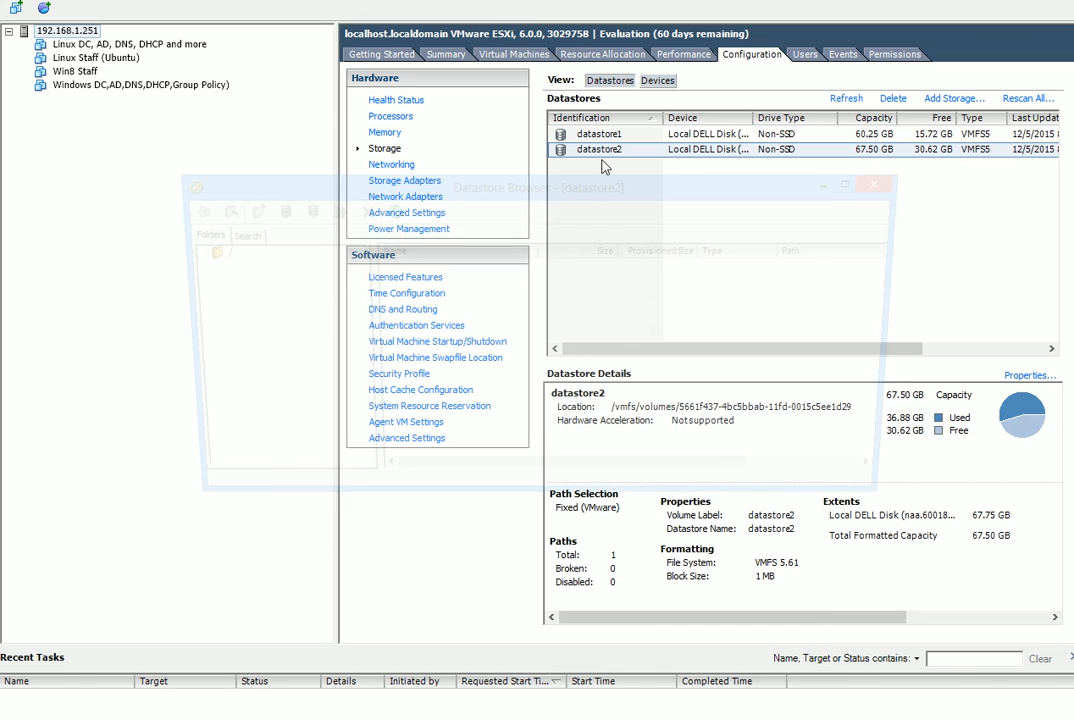 192.168.1.251
Linux DC, AD, DNS, DHCP and more
Linux Staff (Ubuntu)
Win8 Staff
Windows DC,AD,DNS,DHCP,Group Policy)
localhost.localdomain VMware ESXi, 6.0.0, 3029758 | Evaluation (60 days remaining)
Getting Started Summary Virtual Machines Resource Allocation Performance Configuration Users Events Permissions
Hardware
Health Status
Processors
Memory
Storage
Networking
Storage Adapters
Network Adapters
Advanced Settings
Power Management
Software
Licensed Features
Time Configuration
DNS and Routing
Authentication Services
Virtual Machine Startup/Shutdown
Virtual Machine Swapfile Location
Security Profile
Host Cache Configuration
System Resource Reservation
Agent VM Settings
Advanced Settings
View: Datastores Devices
Datastores Refresh Delete Add Storage... Rescan All...
Identification Device Drive Type Capacity Free Type Last Updat
datastore1 Local DELL Disk (... Non-SSD 60.25 GB 15.72 GB VMFS5 12/5/2015
datastore2 Local DELL Disk (... Non-SSD 67.50 GB 30.62 GB VMFS5 12/5/2015
Datastore Browser - [datastore2]
Folders Search
/
Name Size Provisioned Size Type Path
Datastore Details Properties...
datastore2 67.50 GB Capacity
Location: /vmfs/volumes/5661f437-4bc5bbab-11fd-0015c5ee1d29
Hardware Acceleration: Not supported
36.88 GB Used
30.62 GB Free
Path Selection
Fixed (VMware)
Paths
Total: 1
Broken: 0
Disabled: 0
Properties
Volume Label: datastore2
Datastore Name: datastore2
Formatting
File System: VMFS 5.61
Block Size: 1 MB
Extents
Local DELL Disk (naa.60018... 67.75 GB
Total Formatted Capacity 67.50 GB
Recent Tasks Name, Target or Status contains: Clear
Name Target Status Details Initiated by Requested Start Ti... Start Time Completed Time